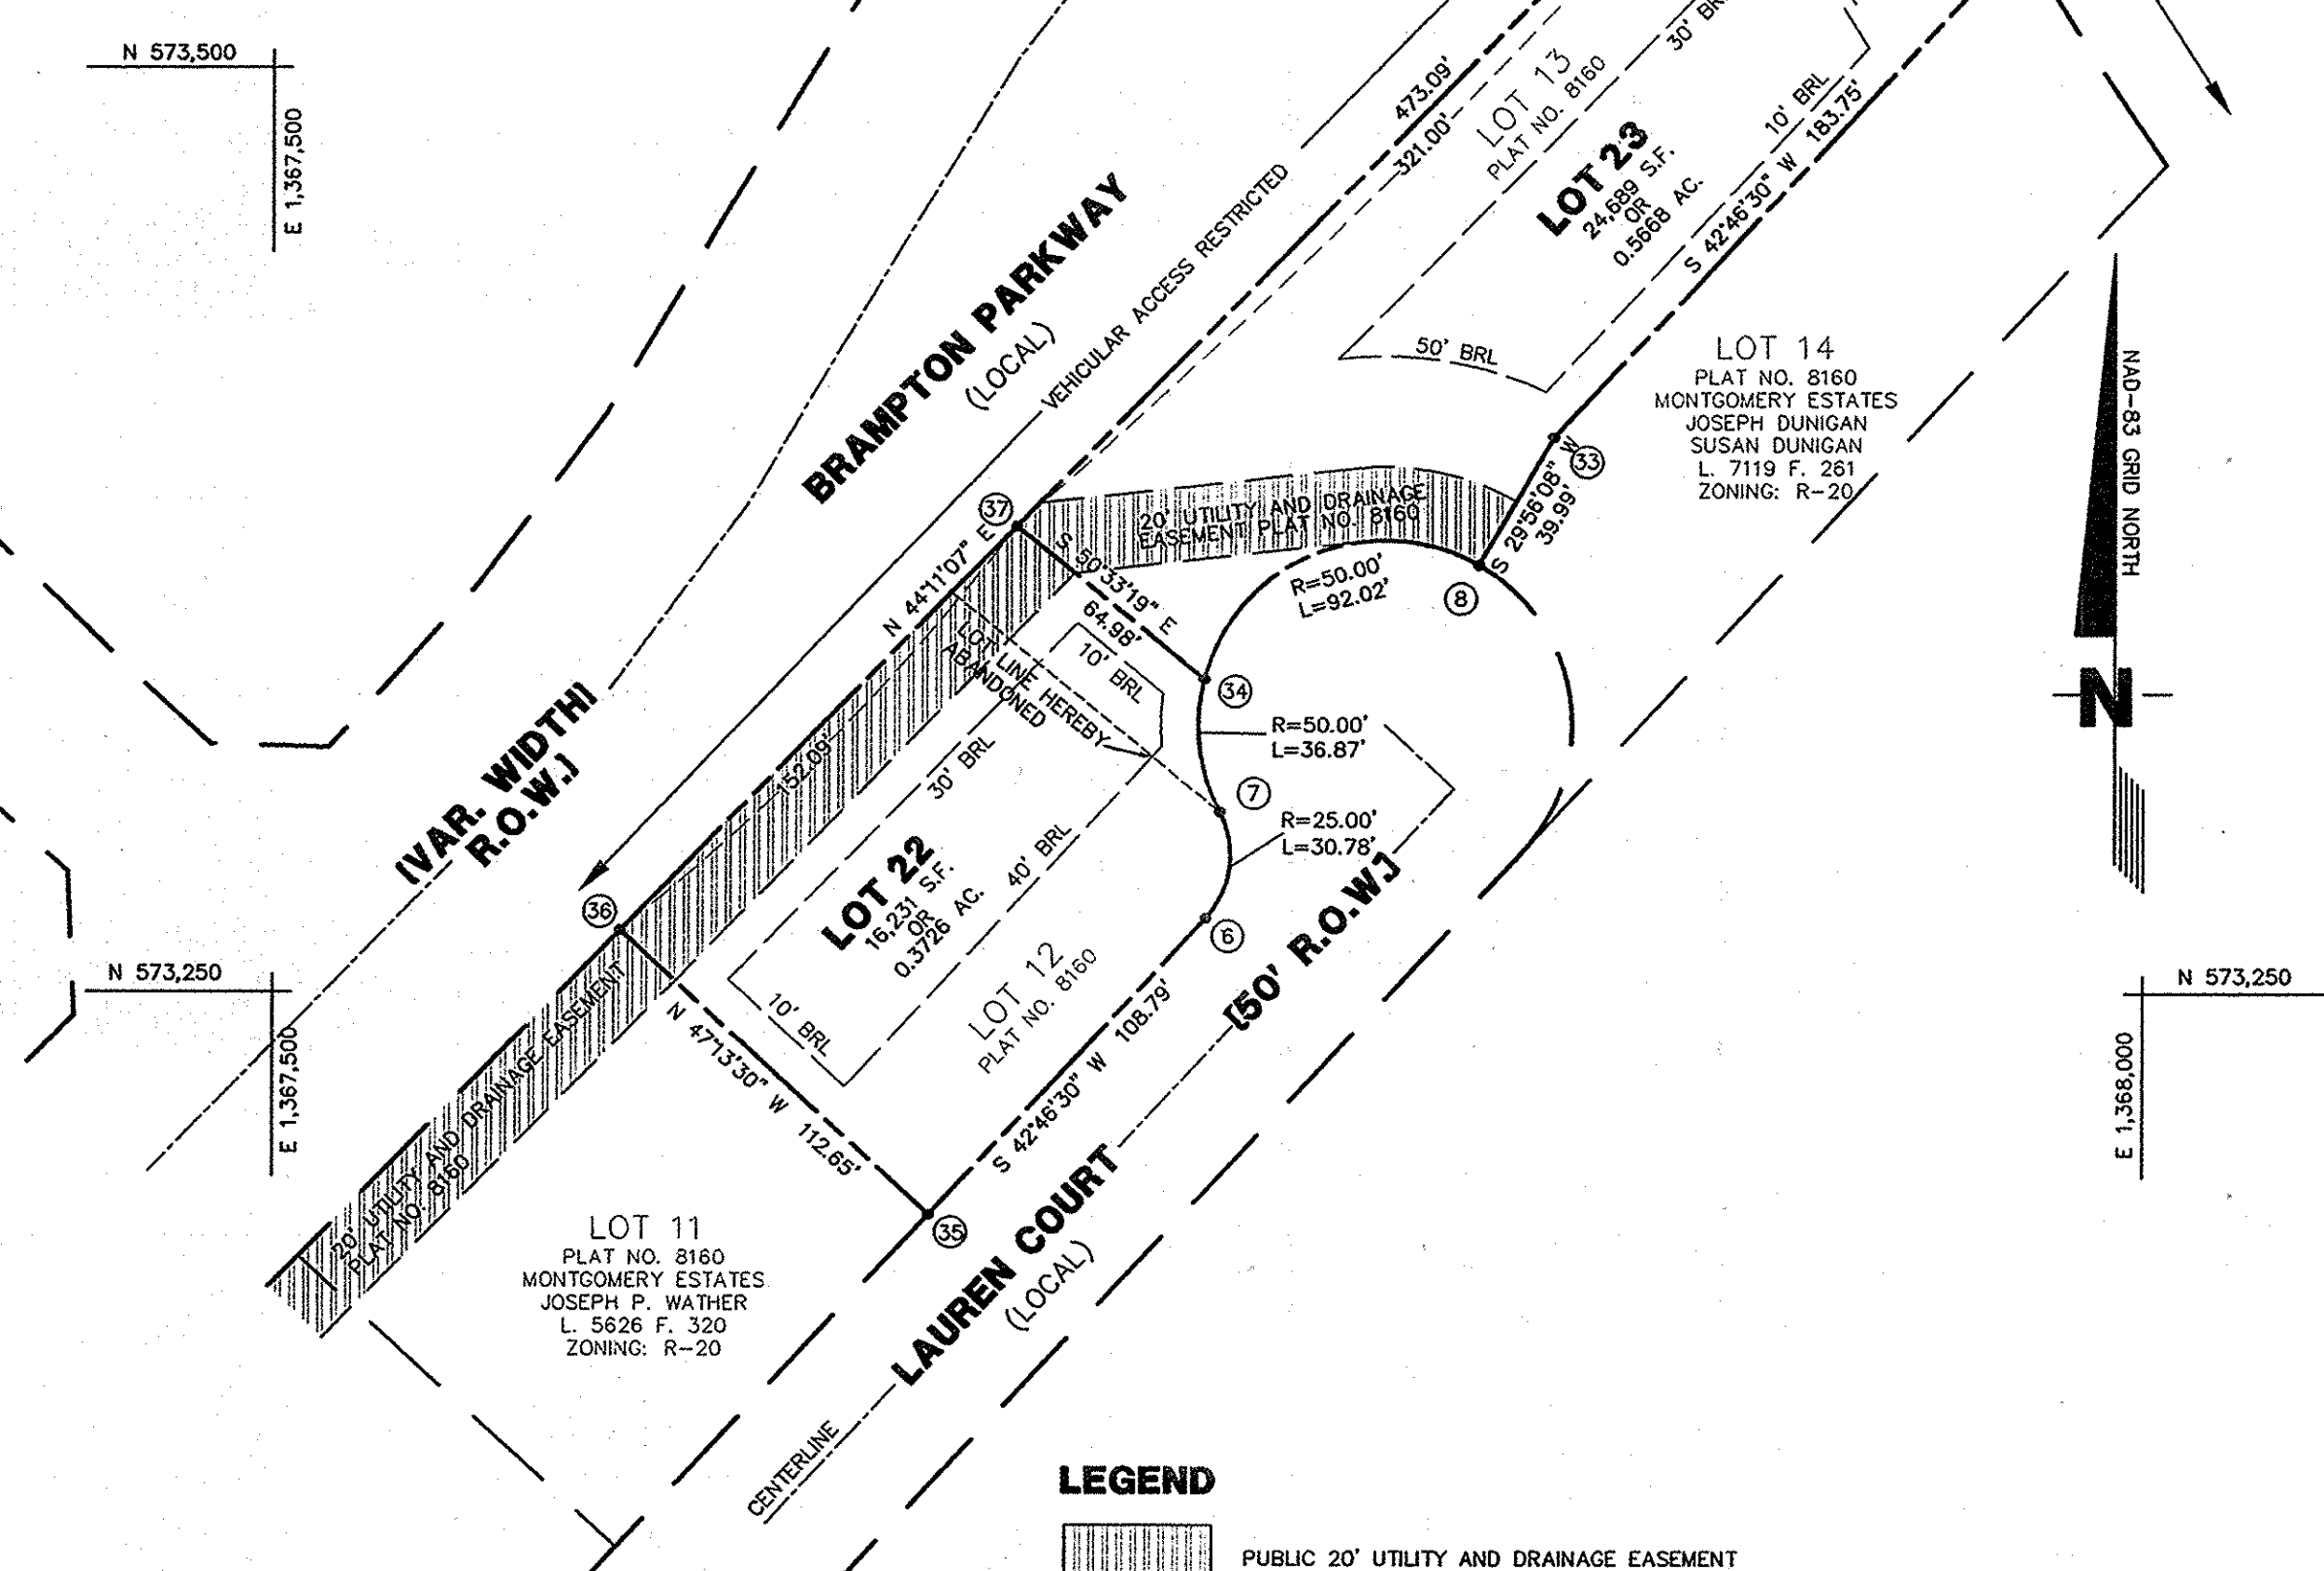 N 573,500
E 1,367,500
BRAMPTON PARKWAY
(LOCAL)
VEHICULAR ACCESS RESTRICTED
473.09'
321.00'
30' BRL
LOT 13
PLAT NO. 8160
LOT 23
24,689 S.F.
OR
0.5668 AC.
10' BRL
S 42°46'30" W 183.75'
50' BRL
LOT 14
PLAT NO. 8160
MONTGOMERY ESTATES
JOSEPH DUNIGAN
SUSAN DUNIGAN
L. 7119 F. 261
ZONING: R-20
NAD-83 GRID NORTH
N
33
S 29°56'08" W
39.99'
20' UTILITY AND DRAINAGE
EASEMENT PLAT NO. 8160
37
N 44°11'07" E
S 50°33'19" E
64.98'
R=50.00'
L=92.02'
8
LOT LINE HEREBY
ABANDONED
10' BRL
34
R=50.00'
L=36.87'
7
R=25.00'
L=30.78'
(VAR. WIDTH
R.O.W.)
152.09'
30' BRL
40' BRL
LOT 22
16,231 S.F.
OR
0.3726 AC.
36
6
[50' R.O.W.]
LOT 12
PLAT NO. 8160
10' BRL
N 573,250
E 1,367,500
N 573,250
E 1,368,000
N 47°13'30" W 112.65'
S 42°46'30" W 108.79'
35
20' UTILITY AND DRAINAGE EASEMENT
PLAT NO. 8160
LOT 11
PLAT NO. 8160
MONTGOMERY ESTATES
JOSEPH P. WATHER
L. 5626 F. 320
ZONING: R-20
LAUREN COURT
(LOCAL)
CENTERLINE
LEGEND
PUBLIC 20' UTILITY AND DRAINAGE EASEMENT